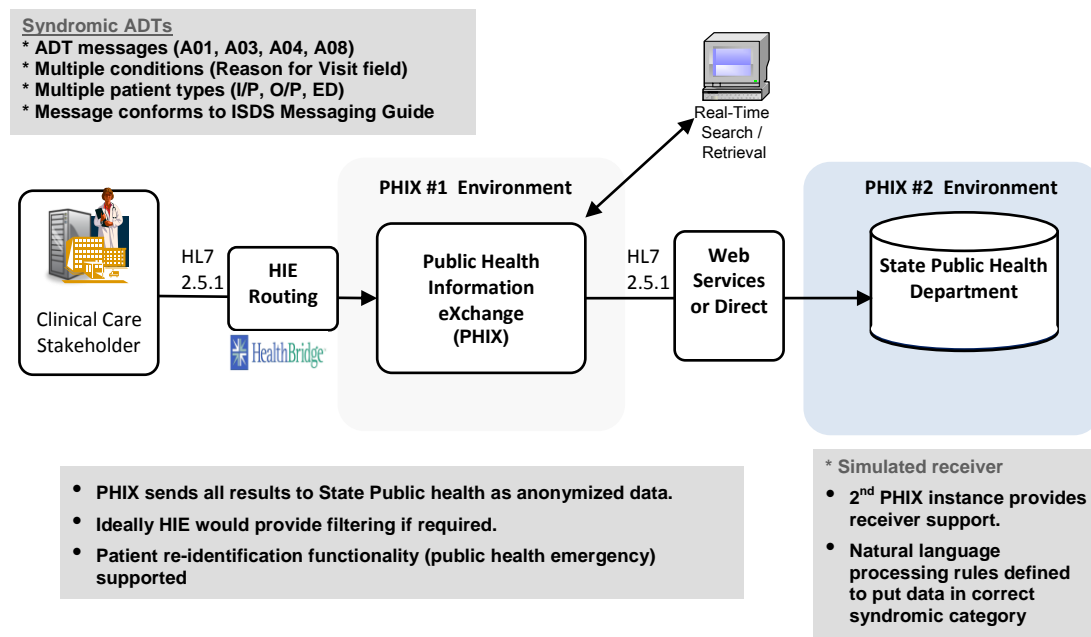 Syndromic ADTs
* ADT messages (A01, A03, A04, A08)
* Multiple conditions (Reason for Visit field)
* Multiple patient types (I/P, O/P, ED)
* Message conforms to ISDS Messaging Guide
Real-Time
Search /
Retrieval
PHIX #1 Environment
PHIX #2 Environment
Clinical Care
Stakeholder
HL7
2.5.1
HIE
Routing
HealthBridge
Public Health
Information
eXchange
(PHIX)
HL7
2.5.1
Web
Services
or Direct
State Public Health
Department
• PHIX sends all results to State Public health as anonymized data.
• Ideally HIE would provide filtering if required.
• Patient re-identification functionality (public health emergency)
supported
* Simulated receiver
• 2nd PHIX instance provides
receiver support.
• Natural language
processing rules defined
to put data in correct
syndromic category